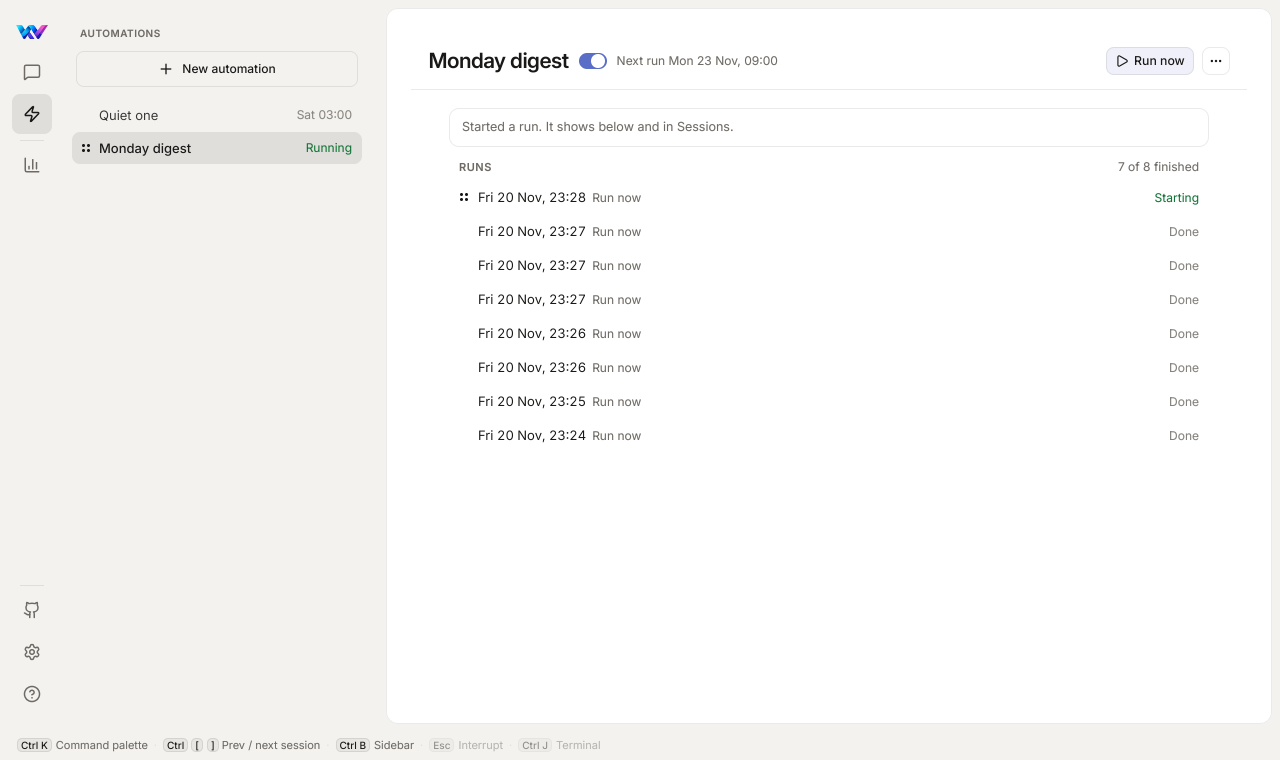 AUTOMATIONS
New automation
Quiet one Sat 03:00
Monday digest Running
Monday digest Next run Mon 23 Nov, 09:00 Run now
Started a run. It shows below and in Sessions.
RUNS 7 of 8 finished
Fri 20 Nov, 23:28 Run now Starting
Fri 20 Nov, 23:27 Run now Done
Fri 20 Nov, 23:27 Run now Done
Fri 20 Nov, 23:27 Run now Done
Fri 20 Nov, 23:26 Run now Done
Fri 20 Nov, 23:26 Run now Done
Fri 20 Nov, 23:25 Run now Done
Fri 20 Nov, 23:24 Run now Done
Ctrl K Command palette · Ctrl [ ] Prev / next session · Ctrl B Sidebar · Esc Interrupt · Ctrl J Terminal